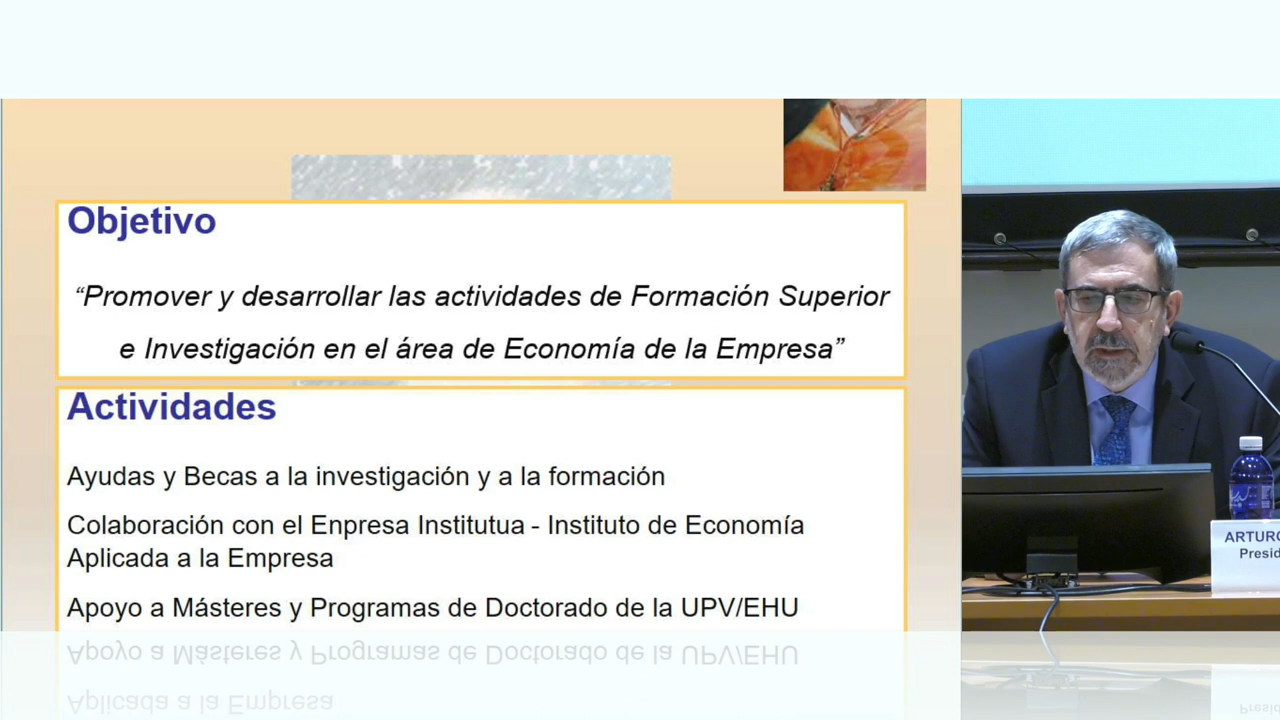 Objetivo
“Promover y desarrollar las actividades de Formación Superior
e Investigación en el área de Economía de la Empresa”
Actividades
Ayudas y Becas a la investigación y a la formación
Colaboración con el Enpresa Institutua - Instituto de Economía
Aplicada a la Empresa
Apoyo a Másteres y Programas de Doctorado de la UPV/EHU